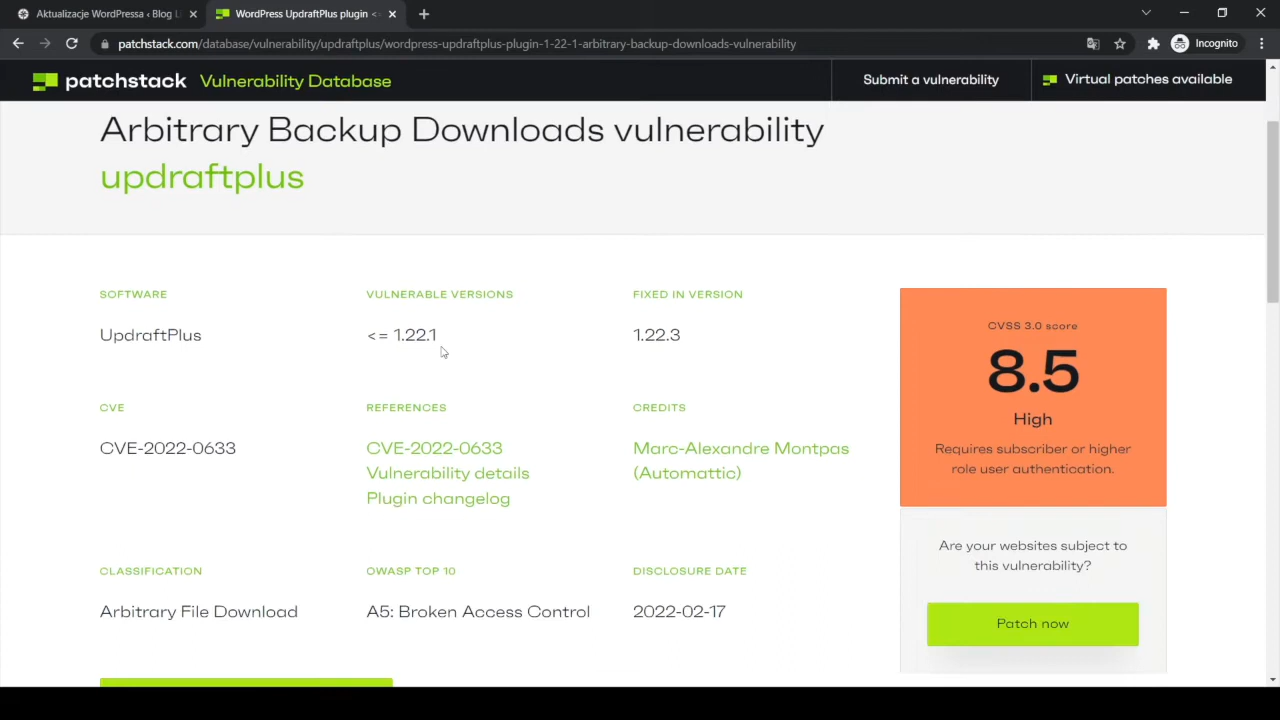 Aktualizacje WordPressa ‹ Blog U
WordPress UpdraftPlus plugin <=
patchstack.com/database/vulnerability/updraftplus/wordpress-updraftplus-plugin-1-22-1-arbitrary-backup-downloads-vulnerability
Incognito
patchstack Vulnerability Database
Submit a vulnerability
Virtual patches available
Arbitrary Backup Downloads vulnerability
updraftplus
SOFTWARE
UpdraftPlus
VULNERABLE VERSIONS
<= 1.22.1
FIXED IN VERSION
1.22.3
CVE
CVE-2022-0633
REFERENCES
CVE-2022-0633
Vulnerability details
Plugin changelog
CREDITS
Marc-Alexandre Montpas
(Automattic)
CLASSIFICATION
Arbitrary File Download
OWASP TOP 10
A5: Broken Access Control
DISCLOSURE DATE
2022-02-17
CVSS 3.0 score
8.5
High
Requires subscriber or higher
role user authentication.
Are your websites subject to
this vulnerability?
Patch now